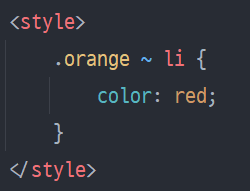 <style>
    .orange ~ li {
        color: red;
    }
</style>